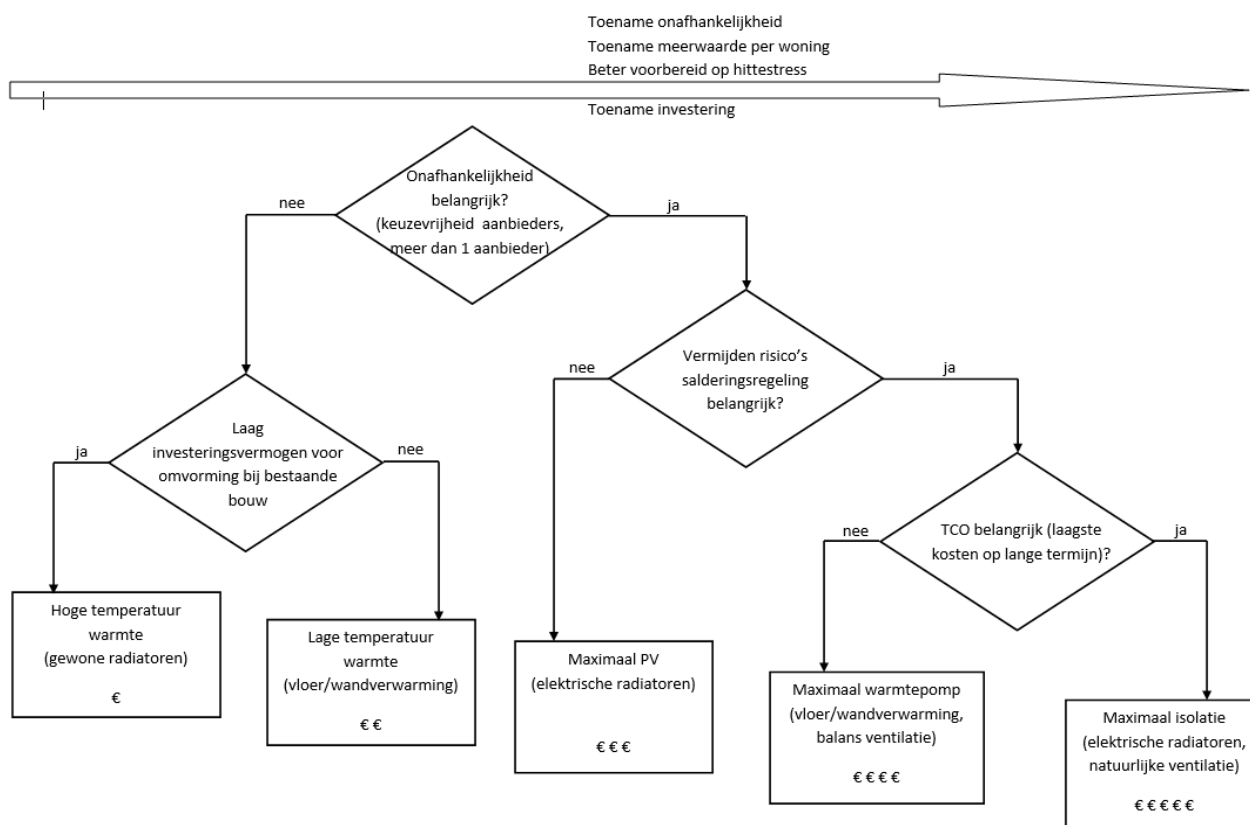 Toename onafhankelijkheid
Toename meerwaarde per woning
Beter voorbereid op hittestress
Toename investering
Onafhankelijkheid
belangrijk?
(keuzevrijheid aanbieders,
meer dan 1 aanbieder)
nee
ja
Vermijden risico's
salderingsregeling
belangrijk?
nee
ja
Laag
investeringsvermogen voor
omvorming bij bestaande
bouw
ja
nee
TCO belangrijk (laagste
kosten op lange termijn)?
nee
ja
Hoge temperatuur
warmte
(gewone radiatoren)
€
Lage temperatuur
warmte
(vloer/wandverwarming)
€ €
Maximaal PV
(elektrische radiatoren)
€ € €
Maximaal warmtepomp
(vloer/wandverwarming,
balans ventilatie)
€ € € €
Maximaal isolatie
(elektrische radiatoren,
natuurlijke ventilatie)
€ € € € €